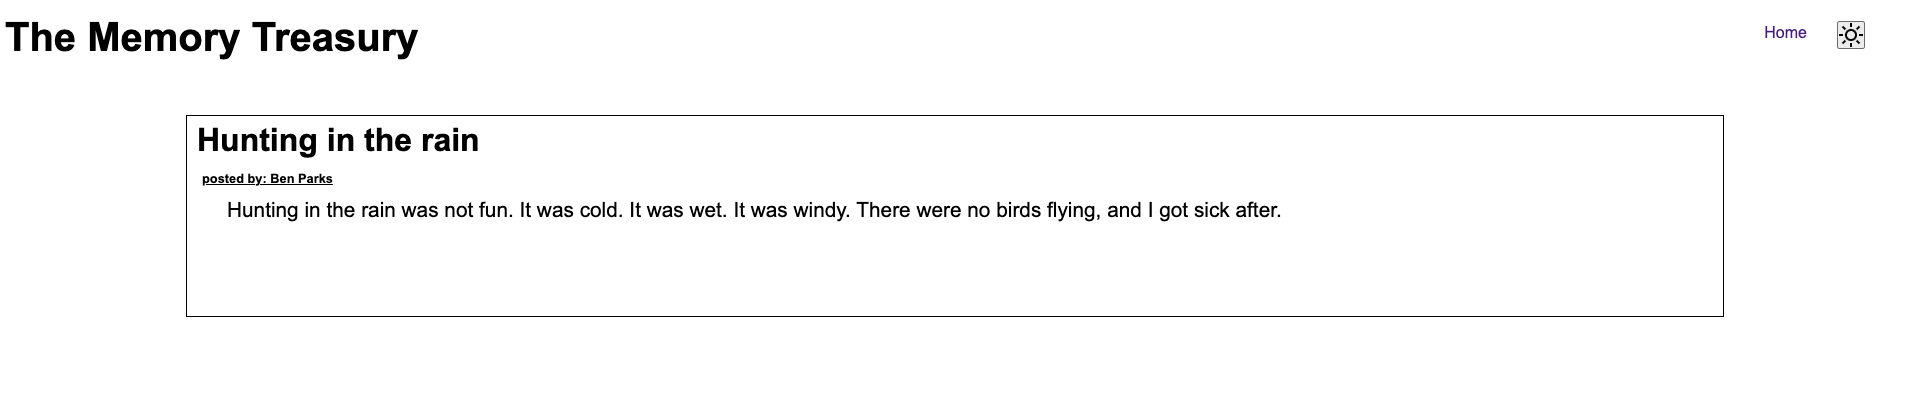 The Memory Treasury
Home
Hunting in the rain
posted by: Ben Parks
Hunting in the rain was not fun. It was cold. It was wet. It was windy. There were no birds flying, and I got sick after.